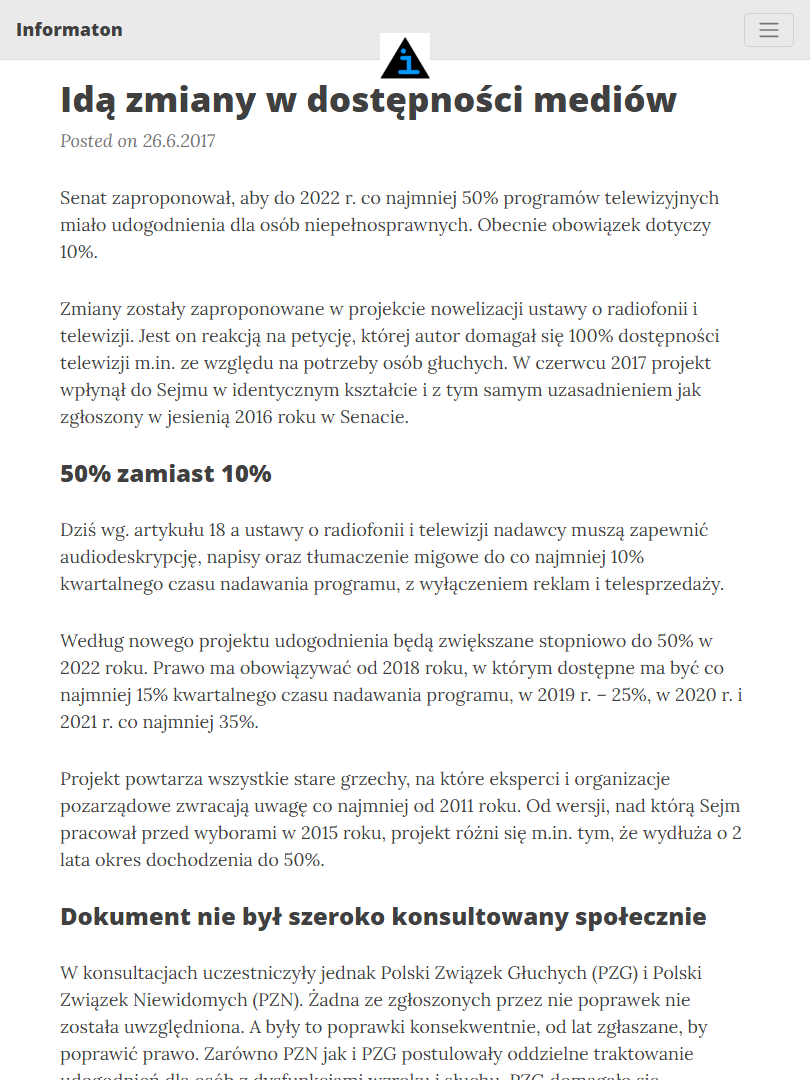 Informaton
i
Idą zmiany w dostępności mediów
Posted on 26.6.2017
Senat zaproponował, aby do 2022 r. co najmniej 50% programów telewizyjnych
miało udogodnienia dla osób niepełnosprawnych. Obecnie obowiązek dotyczy
10%.
Zmiany zostały zaproponowane w projekcie nowelizacji ustawy o radiofonii i
telewizji. Jest on reakcją na petycję, której autor domagał się 100% dostępności
telewizji m.in. ze względu na potrzeby osób głuchych. W czerwcu 2017 projekt
wpłynął do Sejmu w identycznym kształcie i z tym samym uzasadnieniem jak
zgłoszony w jesienią 2016 roku w Senacie.
50% zamiast 10%
Dziś wg. artykułu 18 a ustawy o radiofonii i telewizji nadawcy muszą zapewnić
audiodeskrypcję, napisy oraz tłumaczenie migowe do co najmniej 10%
kwartalnego czasu nadawania programu, z wyłączeniem reklam i telesprzedaży.
Według nowego projektu udogodnienia będą zwiększane stopniowo do 50% w
2022 roku. Prawo ma obowiązywać od 2018 roku, w którym dostępne ma być co
najmniej 15% kwartalnego czasu nadawania programu, w 2019 r. – 25%, w 2020 r. i
2021 r. co najmniej 35%.
Projekt powtarza wszystkie stare grzechy, na które eksperci i organizacje
pozarządowe zwracają uwagę co najmniej od 2011 roku. Od wersji, nad którą Sejm
pracował przed wyborami w 2015 roku, projekt różni się m.in. tym, że wydłuża o 2
lata okres dochodzenia do 50%.
Dokument nie był szeroko konsultowany społecznie
W konsultacjach uczestniczyły jednak Polski Związek Głuchych (PZG) i Polski
Związek Niewidomych (PZN). Żadna ze zgłoszonych przez nie poprawek nie
została uwzględniona. A były to poprawki konsekwentnie, od lat zgłaszane, by
poprawić prawo. Zarówno PZN jak i PZG postulowały oddzielne traktowanie
udogodnień dla osób z dysfunkcjami wzroku i słuchu. PZG domagało się